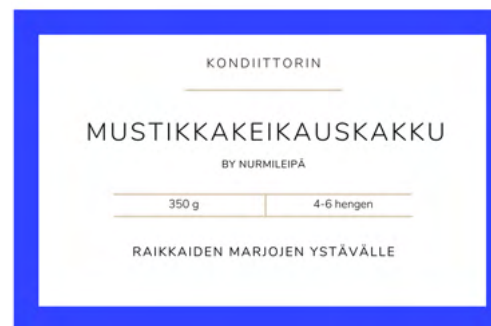 KONDIITTORIN
MUSTIKKAKEIKAUSKAKKU
BY NURMILEIPÄ
350 g 4-6 hengen
RAIKKAIDEN MARJOJEN YSTÄVÄLLE